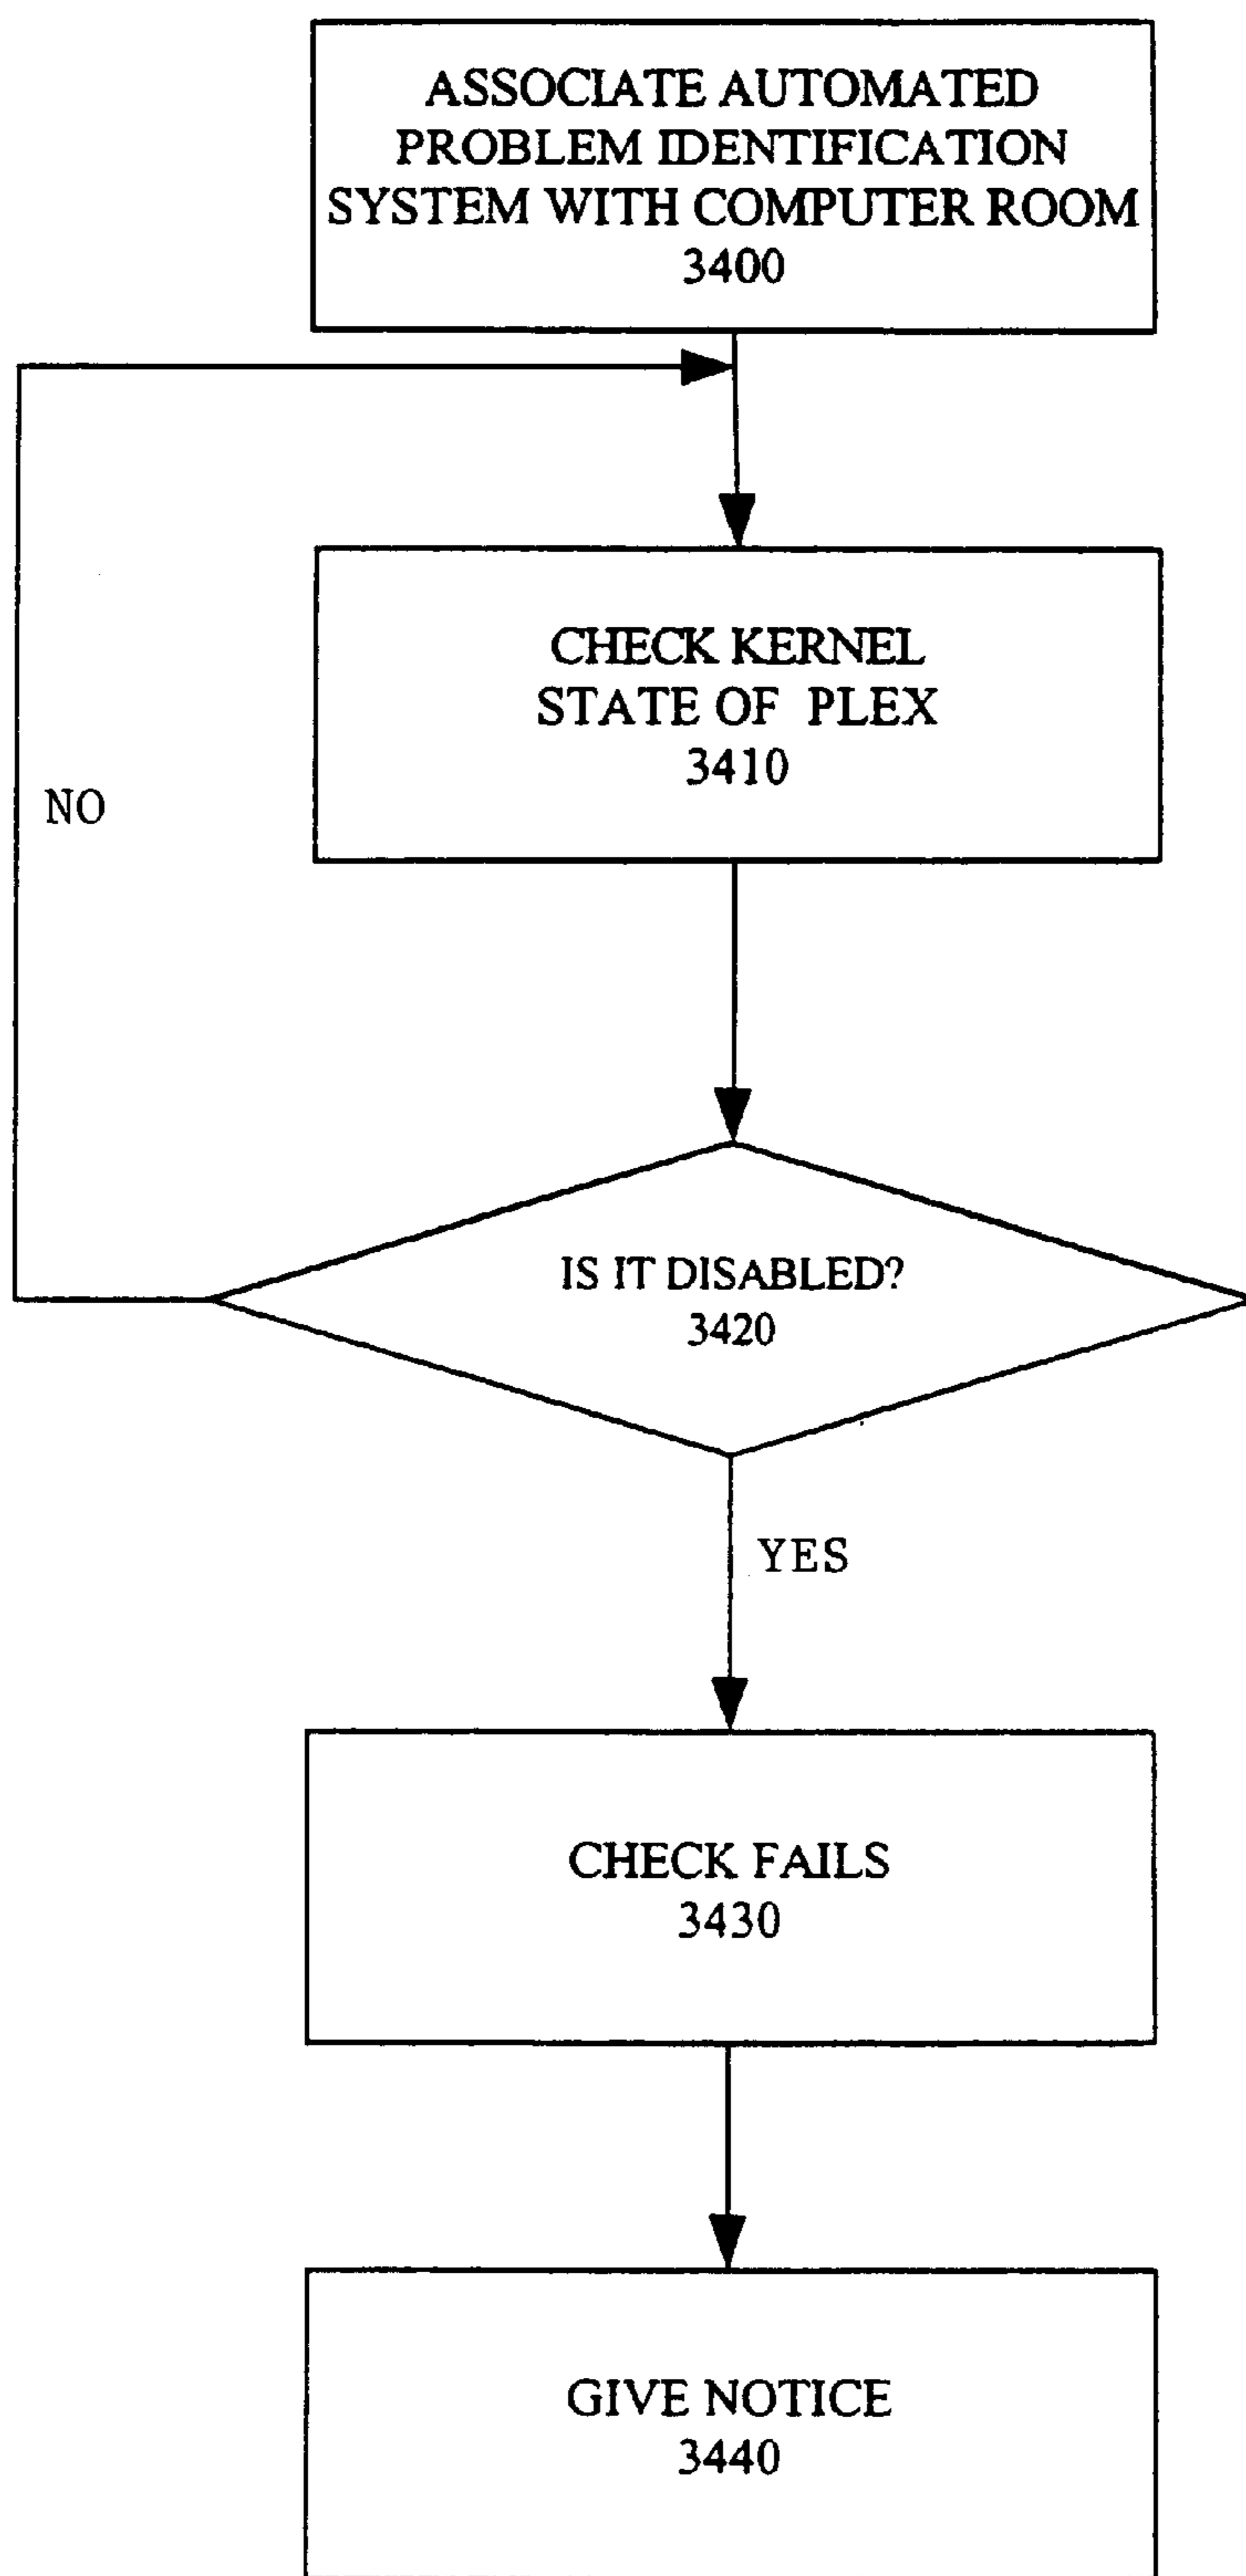 ASSOCIATE AUTOMATED
PROBLEM IDENTIFICATION
SYSTEM WITH COMPUTER ROOM
3400
CHECK KERNEL
STATE OF PLEX
3410
NO
IS IT DISABLED?
3420
YES
CHECK FAILS
3430
GIVE NOTICE
3440